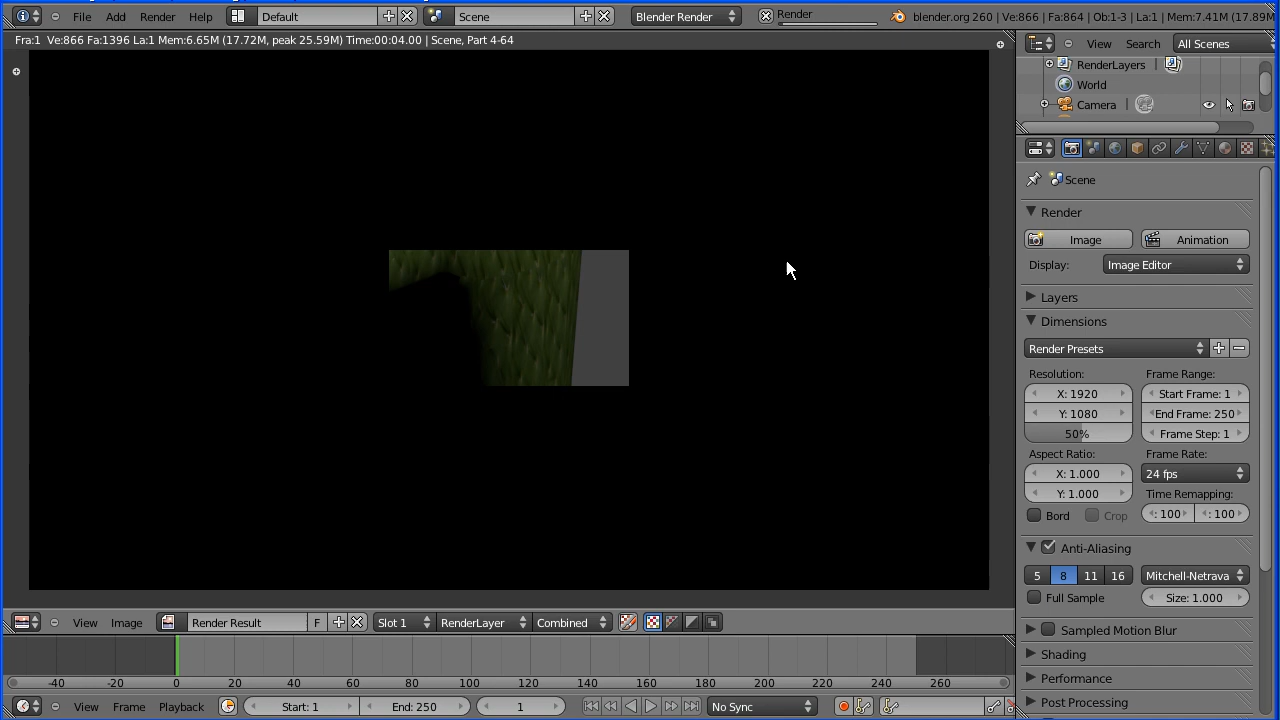 File Add Render Help Default Scene Blender Render Render blender.org 260 | Ve:866 | Fa:864 | Ob:1-3 | La:1 | Mem:7.41M (17.89M
Fra:1 Ve:866 Fa:1396 La:1 Mem:6.65M (17.72M, peak 25.59M) Time:00:04.00 | Scene, Part 4-64
View Search All Scenes
RenderLayers |
World
Camera |
Scene
Render
Image Animation
Display: Image Editor
Layers
Dimensions
Render Presets
Resolution: Frame Range:
X: 1920 Start Frame: 1
Y: 1080 End Frame: 250
50% Frame Step: 1
Aspect Ratio: Frame Rate:
X: 1.000 24 fps
Y: 1.000 Time Remapping:
Bord Crop : 100 : 100
Anti-Aliasing
5 8 11 16 Mitchell-Netrava
Full Sample Size: 1.000
Sampled Motion Blur
Shading
Performance
Post Processing
View Image Render Result F Slot 1 RenderLayer Combined
-40 -20 0 20 40 60 80 100 120 140 160 180 200 220 240 260
View Frame Playback Start: 1 End: 250 1 No Sync